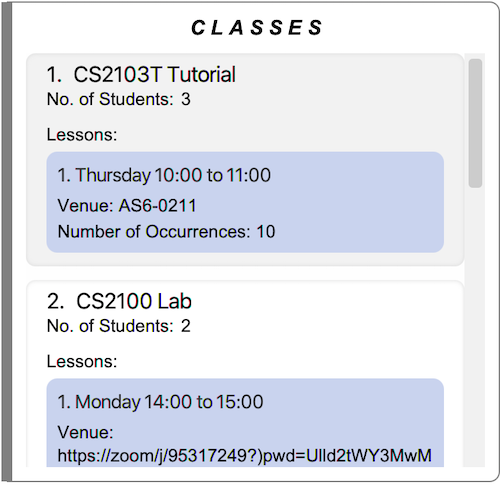 CLASSES
1. CS2103T Tutorial
No. of Students: 3
Lessons:
1. Thursday 10:00 to 11:00
Venue: AS6-0211
Number of Occurrences: 10
2. CS2100 Lab
No. of Students: 2
Lessons:
1. Monday 14:00 to 15:00
Venue:
https://zoom/j/95317249?)pwd=UlId2tWY3MwM